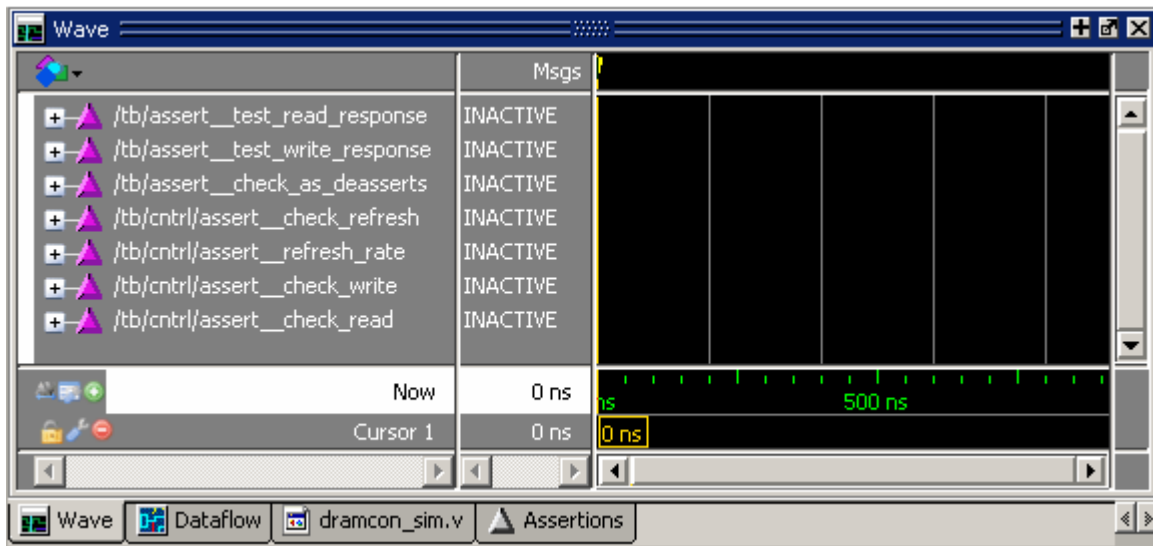 Wave
Msgs
/tb/assert__test_read_response INACTIVE
/tb/assert__test_write_response INACTIVE
/tb/assert__check_as_deasserts INACTIVE
/tb/cntrl/assert__check_refresh INACTIVE
/tb/cntrl/assert__refresh_rate INACTIVE
/tb/cntrl/assert__check_write INACTIVE
/tb/cntrl/assert__check_read INACTIVE
Now 0 ns ns 500 ns
Cursor 1 0 ns 0 ns
Wave Dataflow dramcon_sim.v Assertions